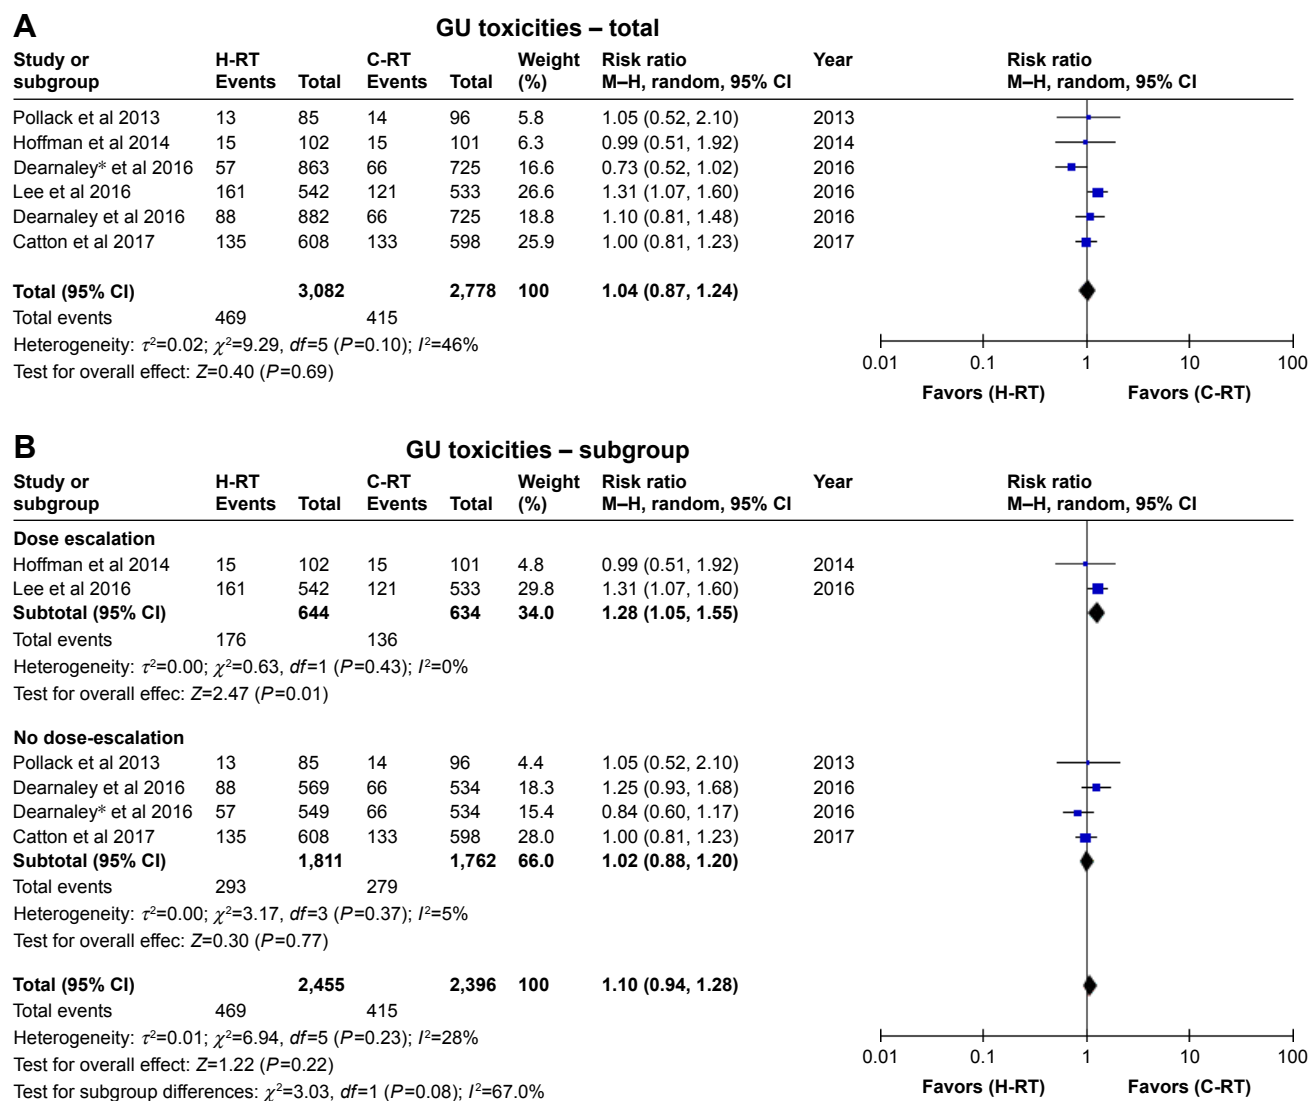 A
GU toxicities – total
Study or subgroup H-RT Events Total C-RT Events Total Weight (%) Risk ratio M–H, random, 95% CI Year Risk ratio M–H, random, 95% CI
Pollack et al 2013 13 85 14 96 5.8 1.05 (0.52, 2.10) 2013
Hoffman et al 2014 15 102 15 101 6.3 0.99 (0.51, 1.92) 2014
Dearnaley* et al 2016 57 863 66 725 16.6 0.73 (0.52, 1.02) 2016
Lee et al 2016 161 542 121 533 26.6 1.31 (1.07, 1.60) 2016
Dearnaley et al 2016 88 882 66 725 18.8 1.10 (0.81, 1.48) 2016
Catton et al 2017 135 608 133 598 25.9 1.00 (0.81, 1.23) 2017
Total (95% CI) 3,082 2,778 100 1.04 (0.87, 1.24)
Total events 469 415
Heterogeneity: τ²=0.02; χ²=9.29, df=5 (P=0.10); I²=46%
Test for overall effect: Z=0.40 (P=0.69)
0.01 0.1 1 10 100
Favors (H-RT) Favors (C-RT)
B
GU toxicities – subgroup
Study or subgroup H-RT Events Total C-RT Events Total Weight (%) Risk ratio M–H, random, 95% CI Year Risk ratio M–H, random, 95% CI
Dose escalation
Hoffman et al 2014 15 102 15 101 4.8 0.99 (0.51, 1.92) 2014
Lee et al 2016 161 542 121 533 29.8 1.31 (1.07, 1.60) 2016
Subtotal (95% CI) 644 634 34.0 1.28 (1.05, 1.55)
Total events 176 136
Heterogeneity: τ²=0.00; χ²=0.63, df=1 (P=0.43); I²=0%
Test for overall effec: Z=2.47 (P=0.01)
No dose-escalation
Pollack et al 2013 13 85 14 96 4.4 1.05 (0.52, 2.10) 2013
Dearnaley et al 2016 88 569 66 534 18.3 1.25 (0.93, 1.68) 2016
Dearnaley* et al 2016 57 549 66 534 15.4 0.84 (0.60, 1.17) 2016
Catton et al 2017 135 608 133 598 28.0 1.00 (0.81, 1.23) 2017
Subtotal (95% CI) 1,811 1,762 66.0 1.02 (0.88, 1.20)
Total events 293 279
Heterogeneity: τ²=0.00; χ²=3.17, df=3 (P=0.37); I²=5%
Test for overall effec: Z=0.30 (P=0.77)
Total (95% CI) 2,455 2,396 100 1.10 (0.94, 1.28)
Total events 469 415
Heterogeneity: τ²=0.01; χ²=6.94, df=5 (P=0.23); I²=28%
Test for overall effect: Z=1.22 (P=0.22)
Test for subgroup differences: χ²=3.03, df=1 (P=0.08); I²=67.0%
0.01 0.1 1 10 100
Favors (H-RT) Favors (C-RT)